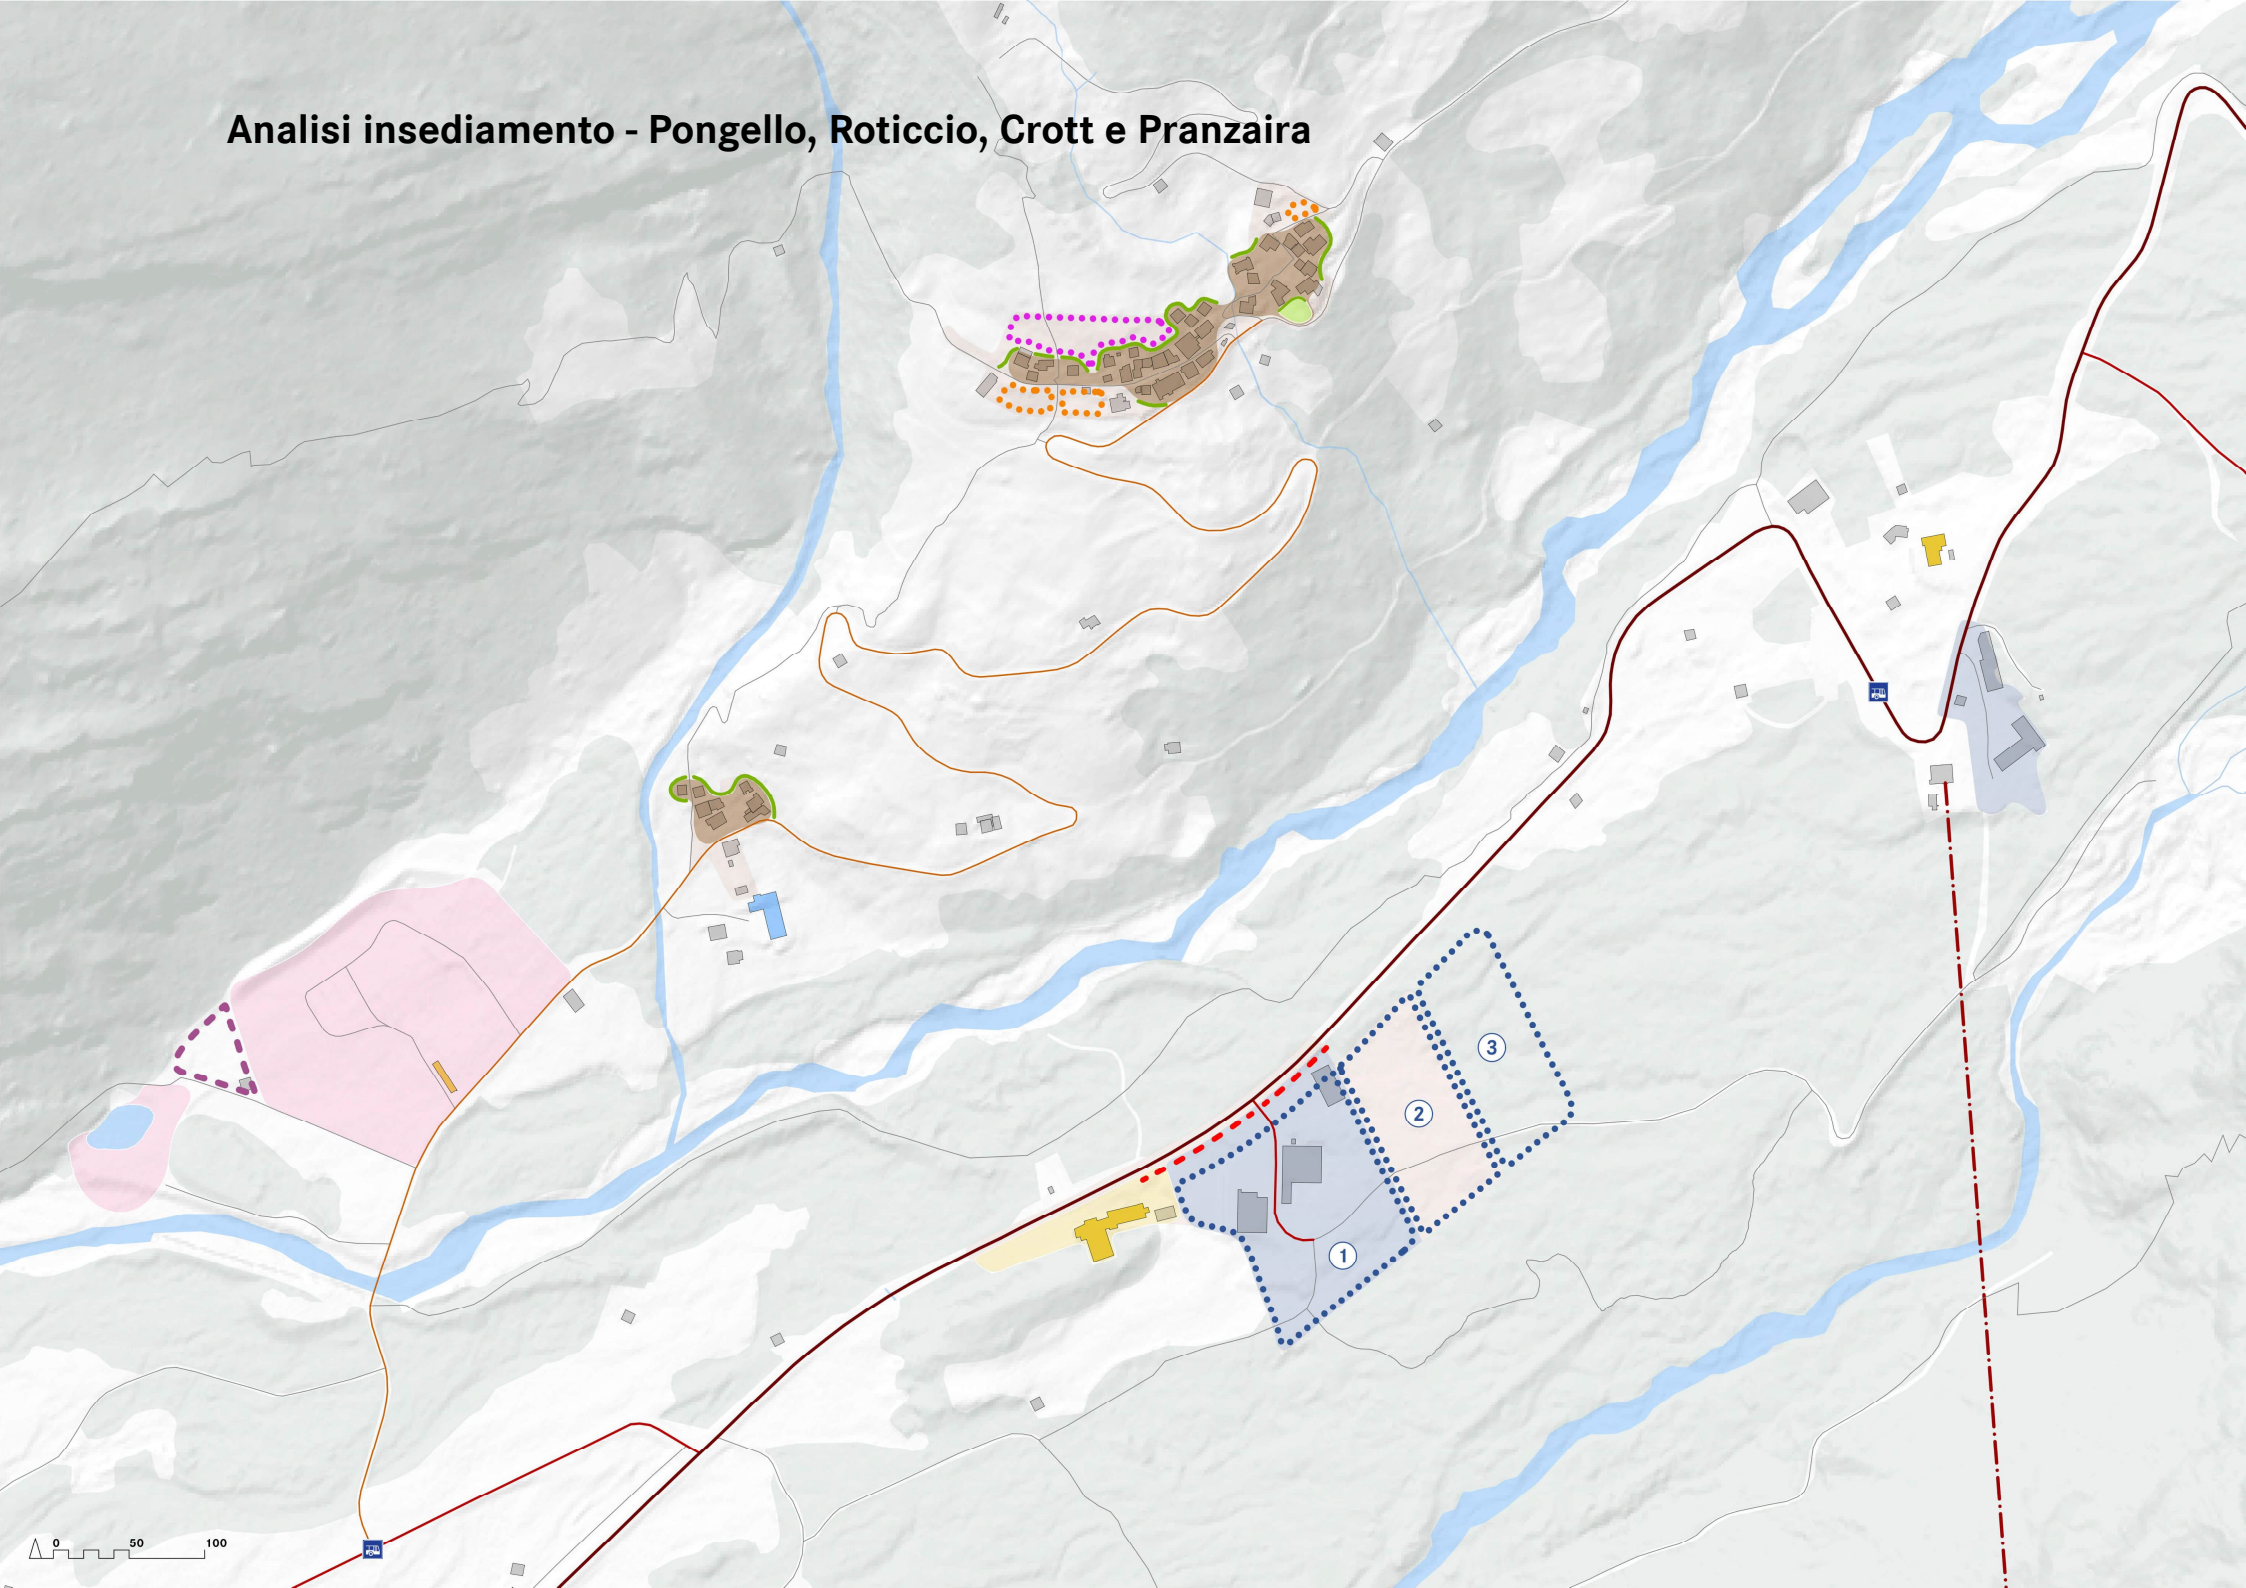 Analisi insediamento - Pongello, Roticcio, Crott e Pranzaira
3
2
1
0 50 100